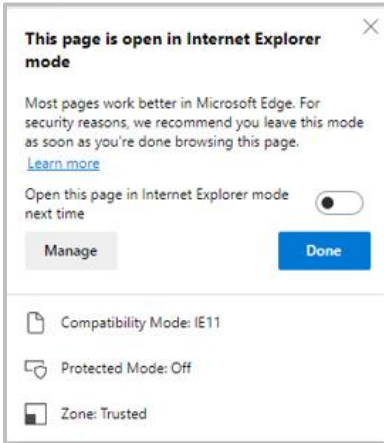 This page is open in Internet Explorer
mode
Most pages work better in Microsoft Edge. For
security reasons, we recommend you leave this mode
as soon as you're done browsing this page.
Learn more
Open this page in Internet Explorer mode
next time
Manage
Done
Compatibility Mode: IE11
Protected Mode: Off
Zone: Trusted